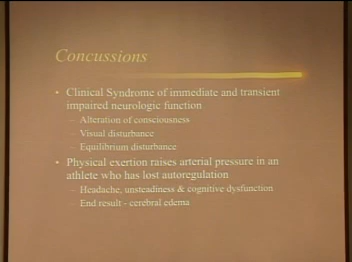 Concussions
• Clinical Syndrome of immediate and transient
impaired neurologic function
– Alteration of consciousness
– Visual disturbance
– Equilibrium disturbance
• Physical exertion raises arterial pressure in an
athlete who has lost autoregulation
– Headache, unsteadiness & cognitive dysfunction
– End result - cerebral edema